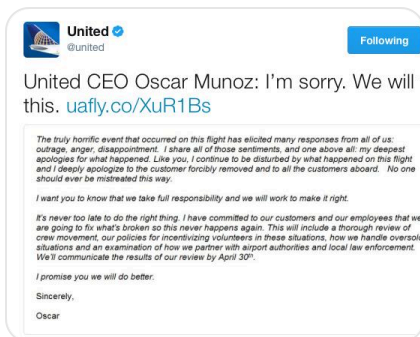 United
@united
Following
United CEO Oscar Munoz: I'm sorry. We will
this. uafly.co/XuR1Bs
The truly horrific event that occurred on this flight has elicited many responses from all of us:
outrage, anger, disappointment. I share all of those sentiments, and one above all: my deepest
apologies for what happened. Like you, I continue to be disturbed by what happened on this flight
and I deeply apologize to the customer forcibly removed and to all the customers aboard. No one
should ever be mistreated this way.
I want you to know that we take full responsibility and we will work to make it right.
It's never too late to do the right thing. I have committed to our customers and our employees that we
are going to fix what's broken so this never happens again. This will include a thorough review of
crew movement, our policies for incentivizing volunteers in these situations, how we handle oversol
situations and an examination of how we partner with airport authorities and local law enforcement.
We'll communicate the results of our review by April 30th.
I promise you we will do better.
Sincerely,
Oscar